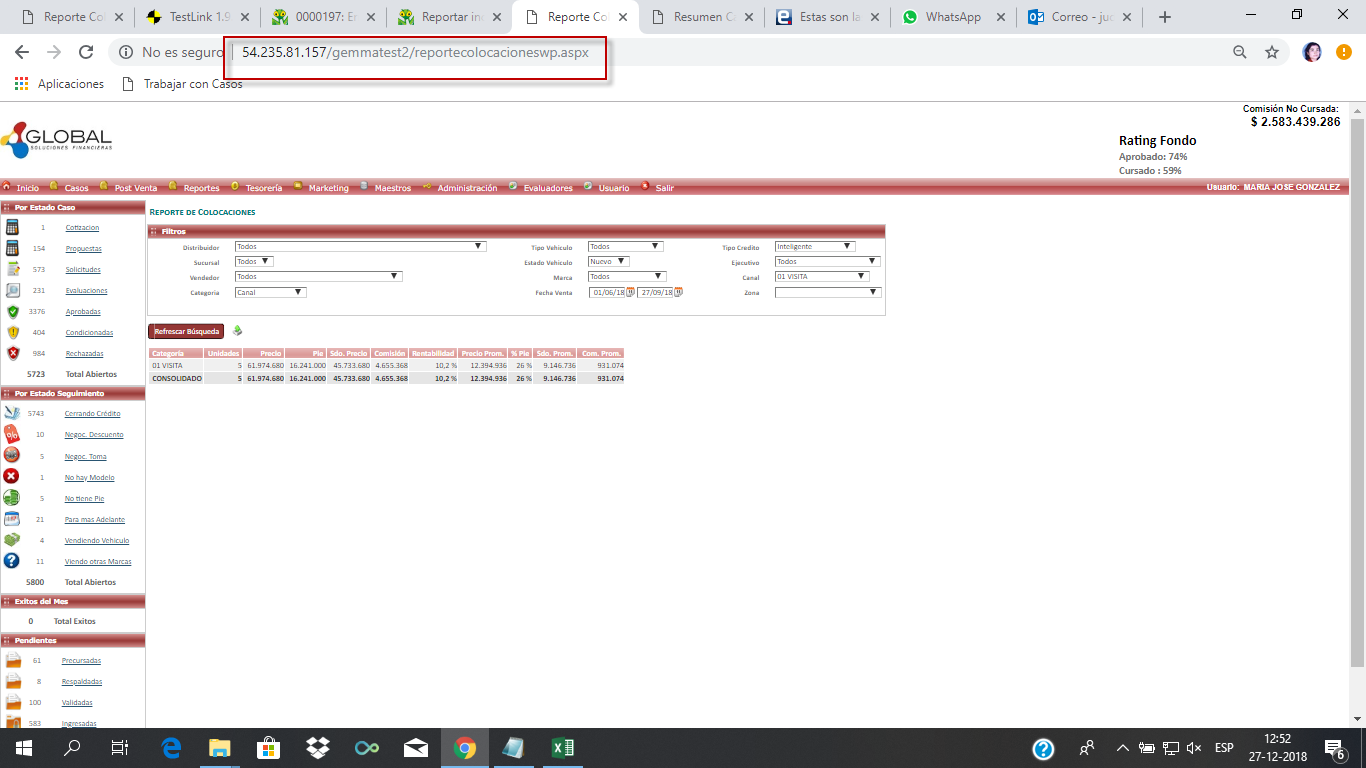 Reporte Col
TestLink 1.9
0000197: Er
Reportar in
Reporte Col
Resumen C
Estas son la
WhatsApp
Correo - juc
No es seguro
54.235.81.157/gemmatest2/reportecolocacioneswp.aspx
Aplicaciones
Trabajar con Casos
Comisión No Cursada:
$ 2.583.439.286
GLOBAL
SOLUCIONES FINANCIERAS
Rating Fondo
Aprobado: 74%
Cursado : 59%
Inicio Casos Post Venta Reportes Tesorería Marketing Maestros Administración Evaluadores Usuario Salir Usuario: MARIA JOSE GONZALEZ
Por Estado Caso
1 Cotizacion
154 Propuestas
573 Solicitudes
231 Evaluaciones
3376 Aprobadas
404 Condicionadas
984 Rechazadas
5723 Total Abiertos
Por Estado Seguimiento
5743 Cerrando Crédito
10 Negoc. Descuento
5 Negoc. Toma
1 No hay Modelo
5 No tiene Pie
21 Para mas Adelante
4 Vendiendo Vehiculo
11 Viendo otras Marcas
5800 Total Abiertos
Exitos del Mes
0 Total Exitos
Pendientes
61 Precursadas
8 Respaldadas
100 Validadas
583 Ingresadas
REPORTE DE COLOCACIONES
Filtros
Distribuidor Todos Tipo Vehiculo Todos Tipo Credito Inteligente
Sucursal Todos Estado Vehiculo Nuevo Ejecutivo Todos
Vendedor Todos Marca Todos Canal 01 VISITA
Categoria Canal Fecha Venta 01/06/18 27/09/18 Zona
Refrescar Búsqueda
Categoría Unidades Precio Pie Sdo. Precio Comisión Rentabilidad Precio Prom. % Pie Sdo. Prom. Com. Prom.
01 VISITA 5 61.974.680 16.241.000 45.733.680 4.655.368 10,2 % 12.394.936 26 % 9.146.736 931.074
CONSOLIDADO 5 61.974.680 16.241.000 45.733.680 4.655.368 10,2 % 12.394.936 26 % 9.146.736 931.074
ESP
12:52
27-12-2018
6